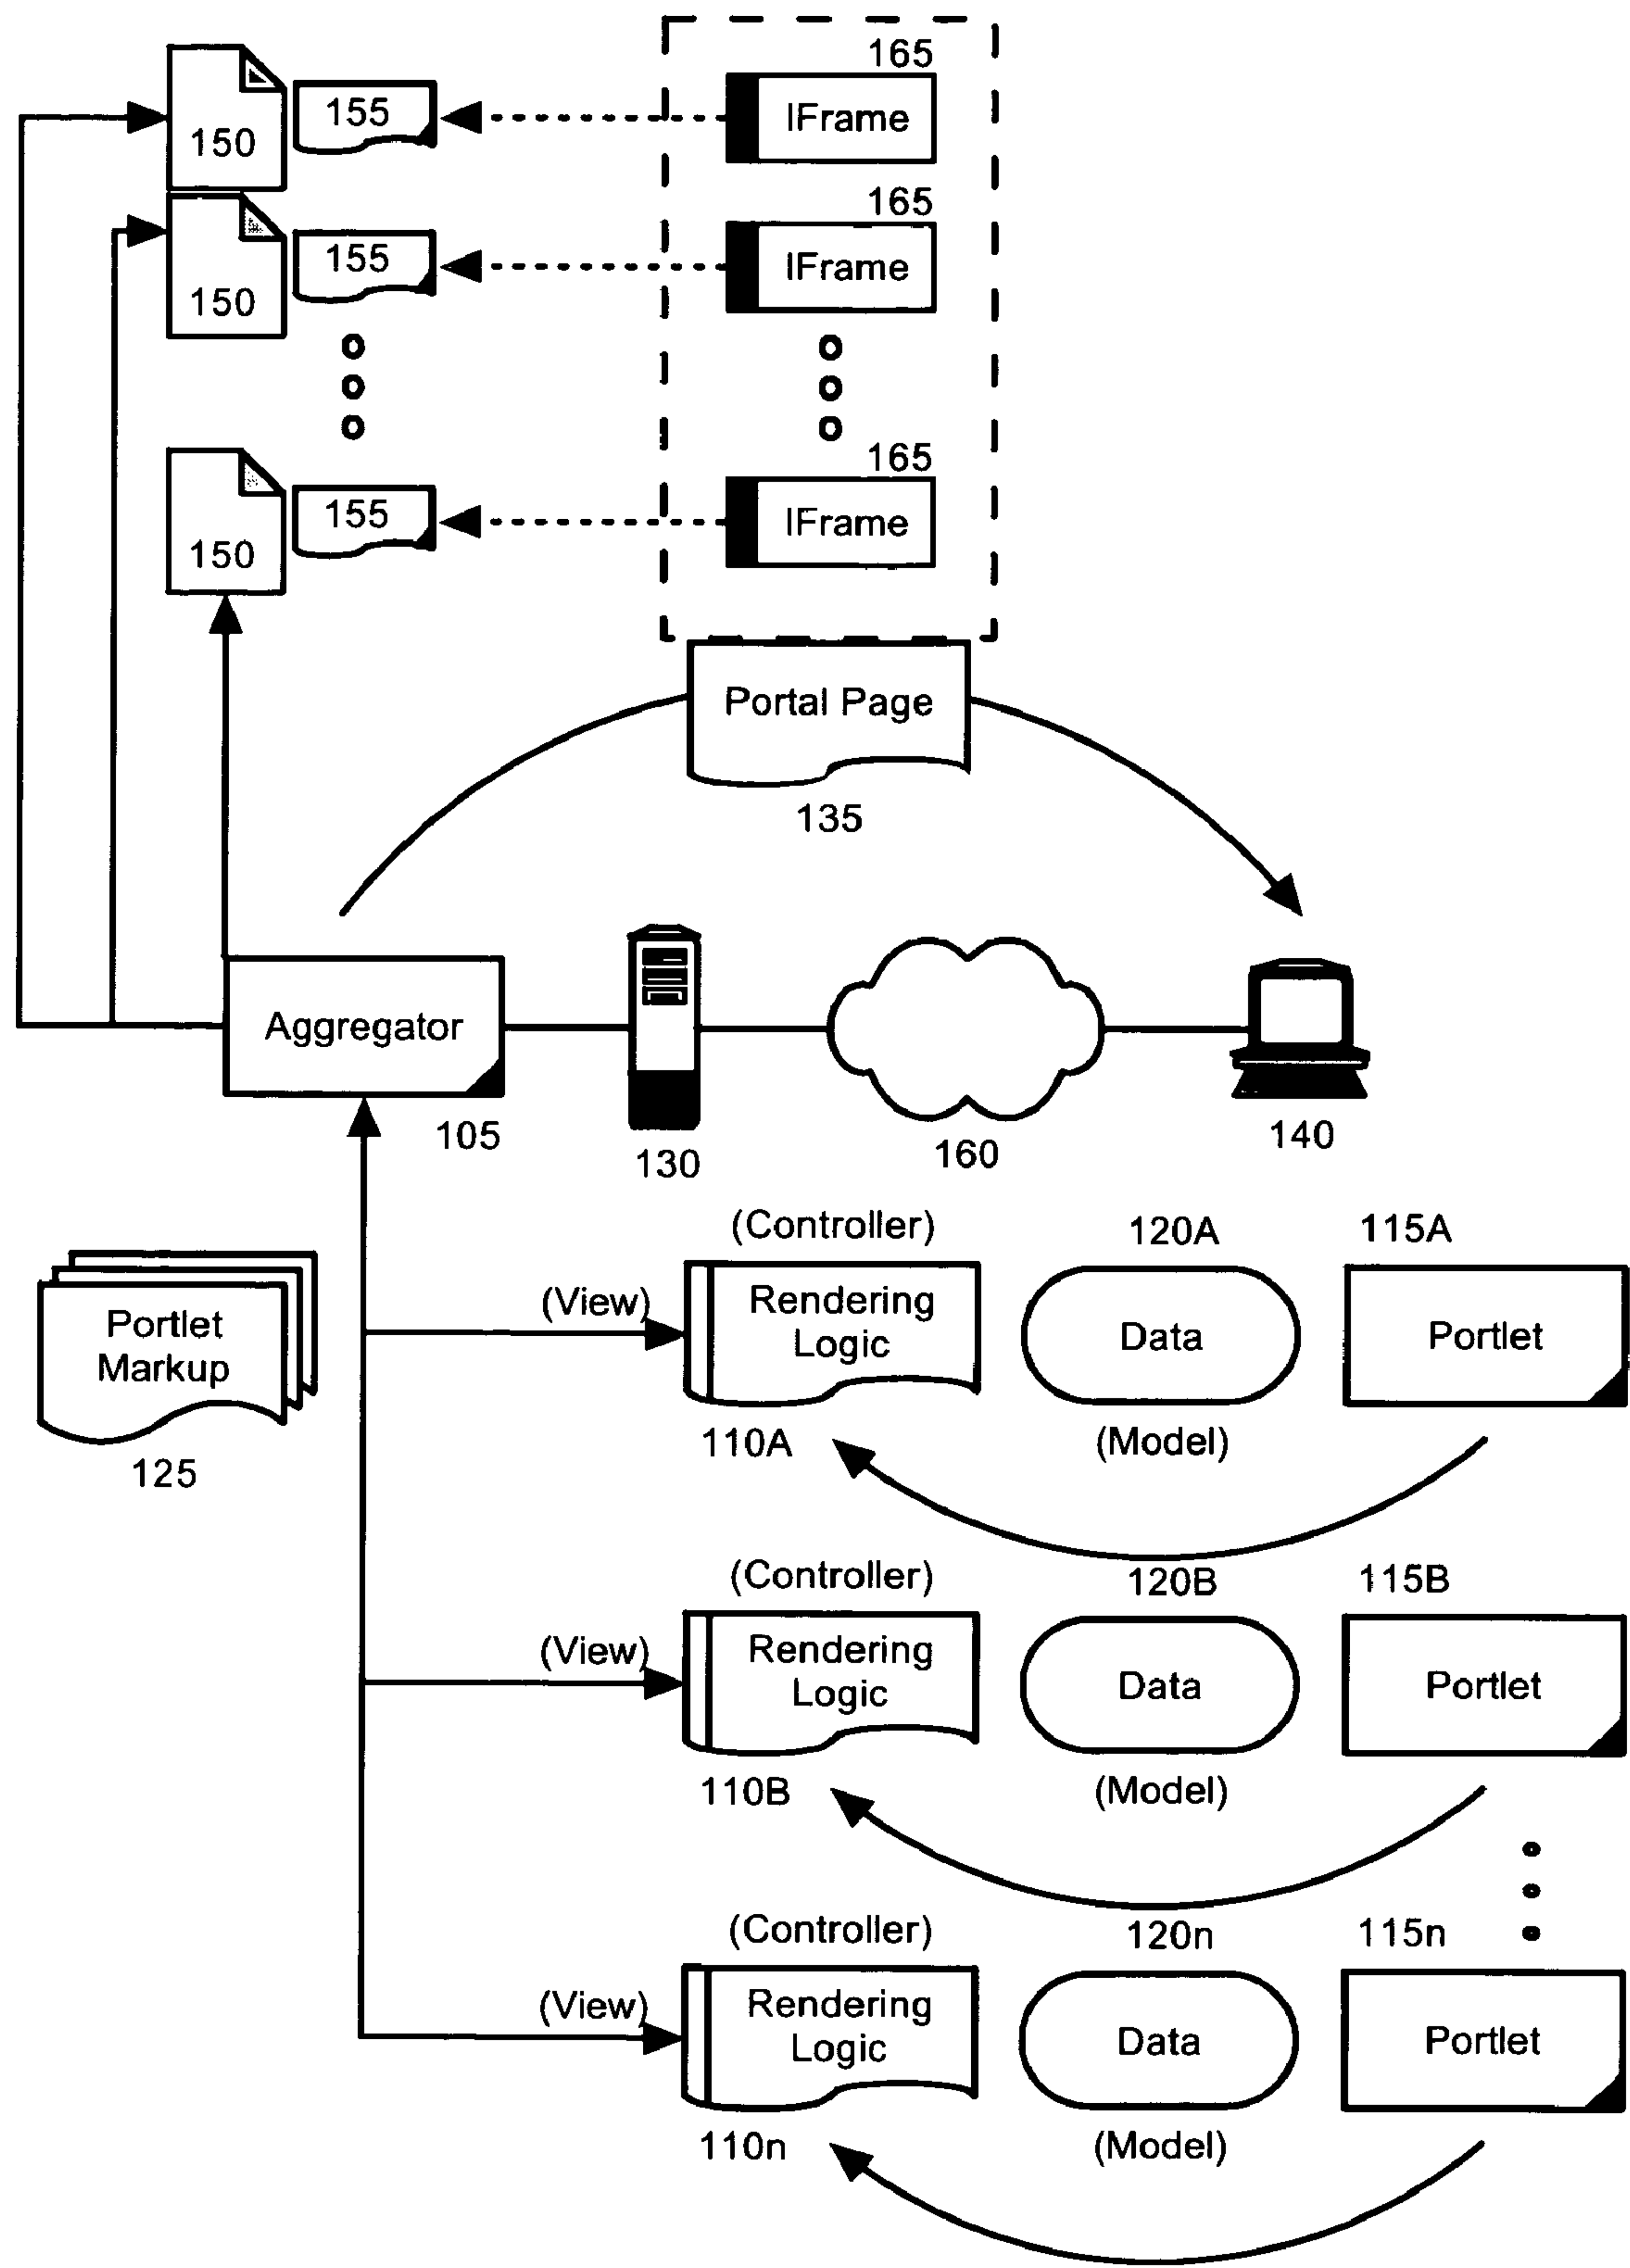 165
150
155
IFrame
165
150
155
IFrame
165
150
155
IFrame
Portal Page
135
Aggregator
105
130
160
140
(Controller)
120A
115A
(View)
Rendering
Logic
Data
Portlet
110A
(Model)
Portlet
Markup
125
(Controller)
120B
115B
(View)
Rendering
Logic
Data
Portlet
110B
(Model)
(Controller)
120n
115n
(View)
Rendering
Logic
Data
Portlet
110n
(Model)